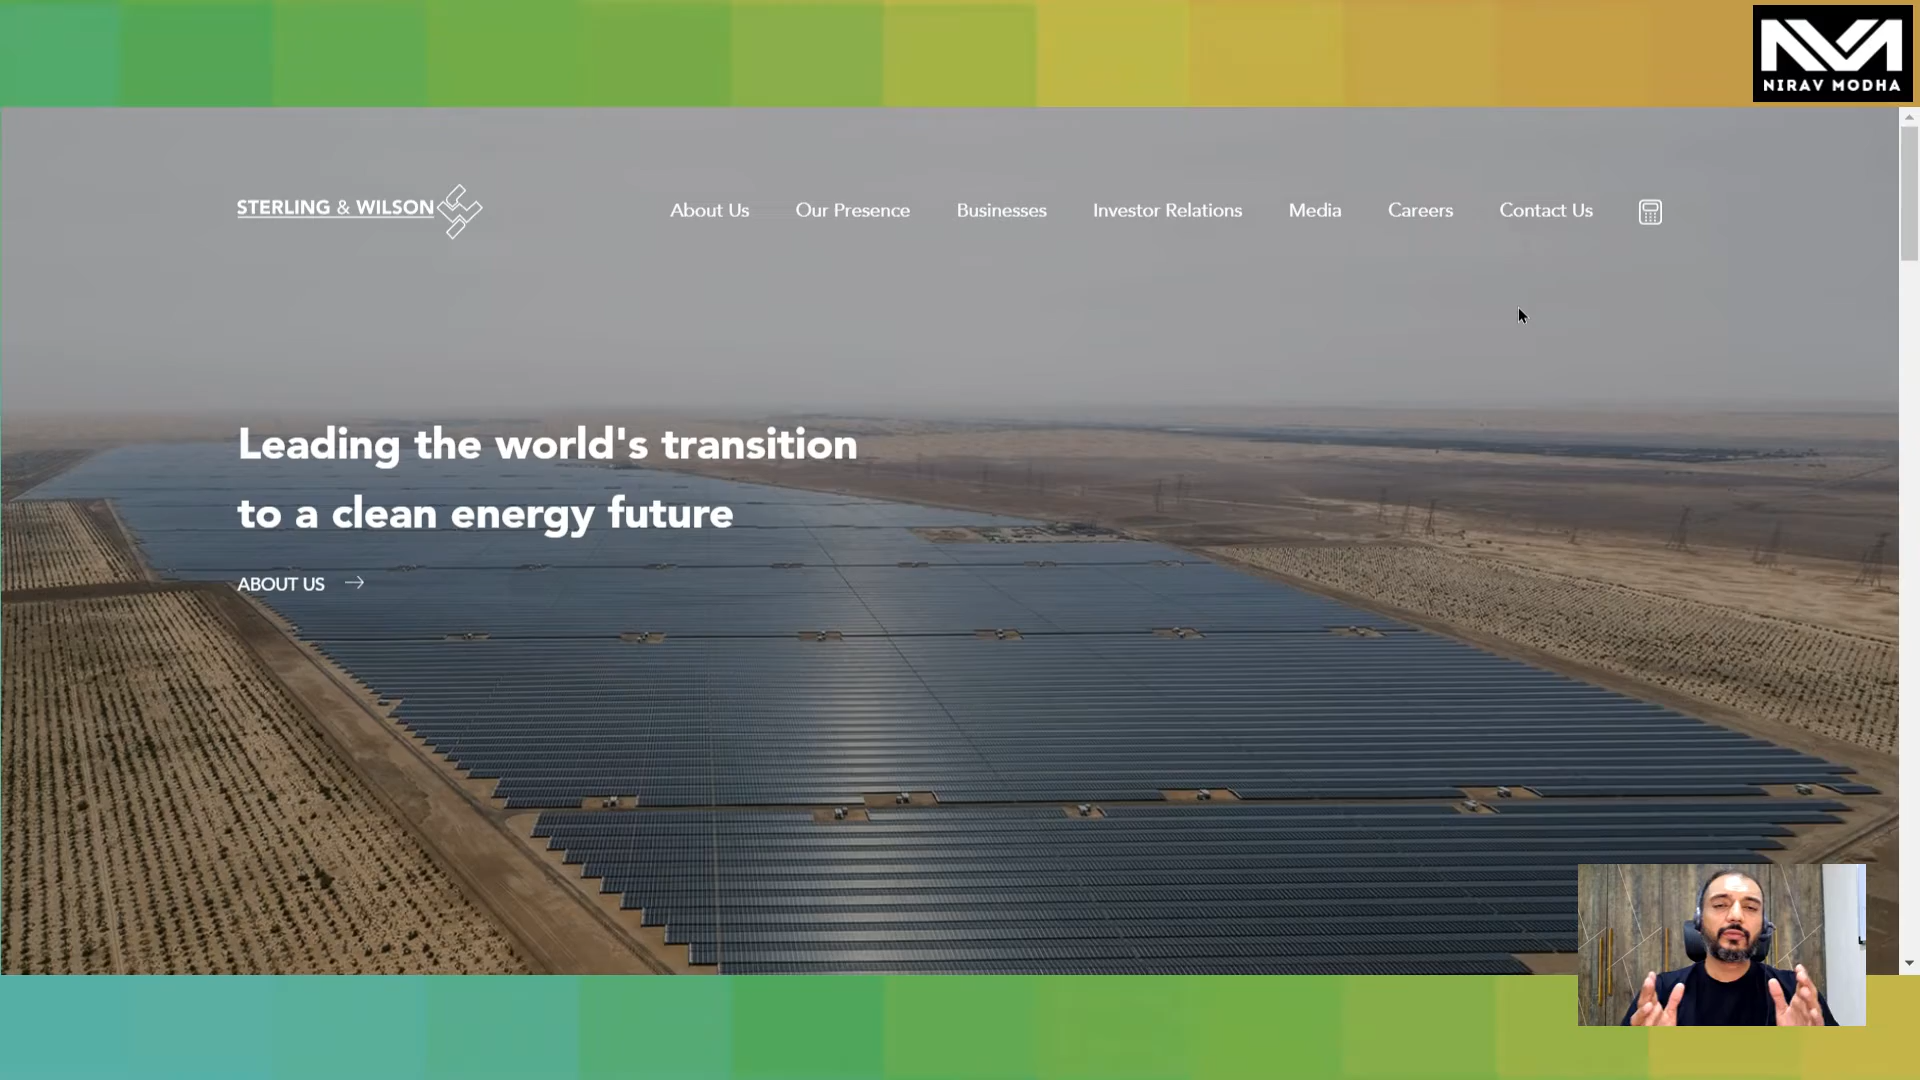 NIRAV MODHA
STERLING & WILSON
About Us
Our Presence
Businesses
Investor Relations
Media
Careers
Contact Us
Leading the world's transition
to a clean energy future
ABOUT US